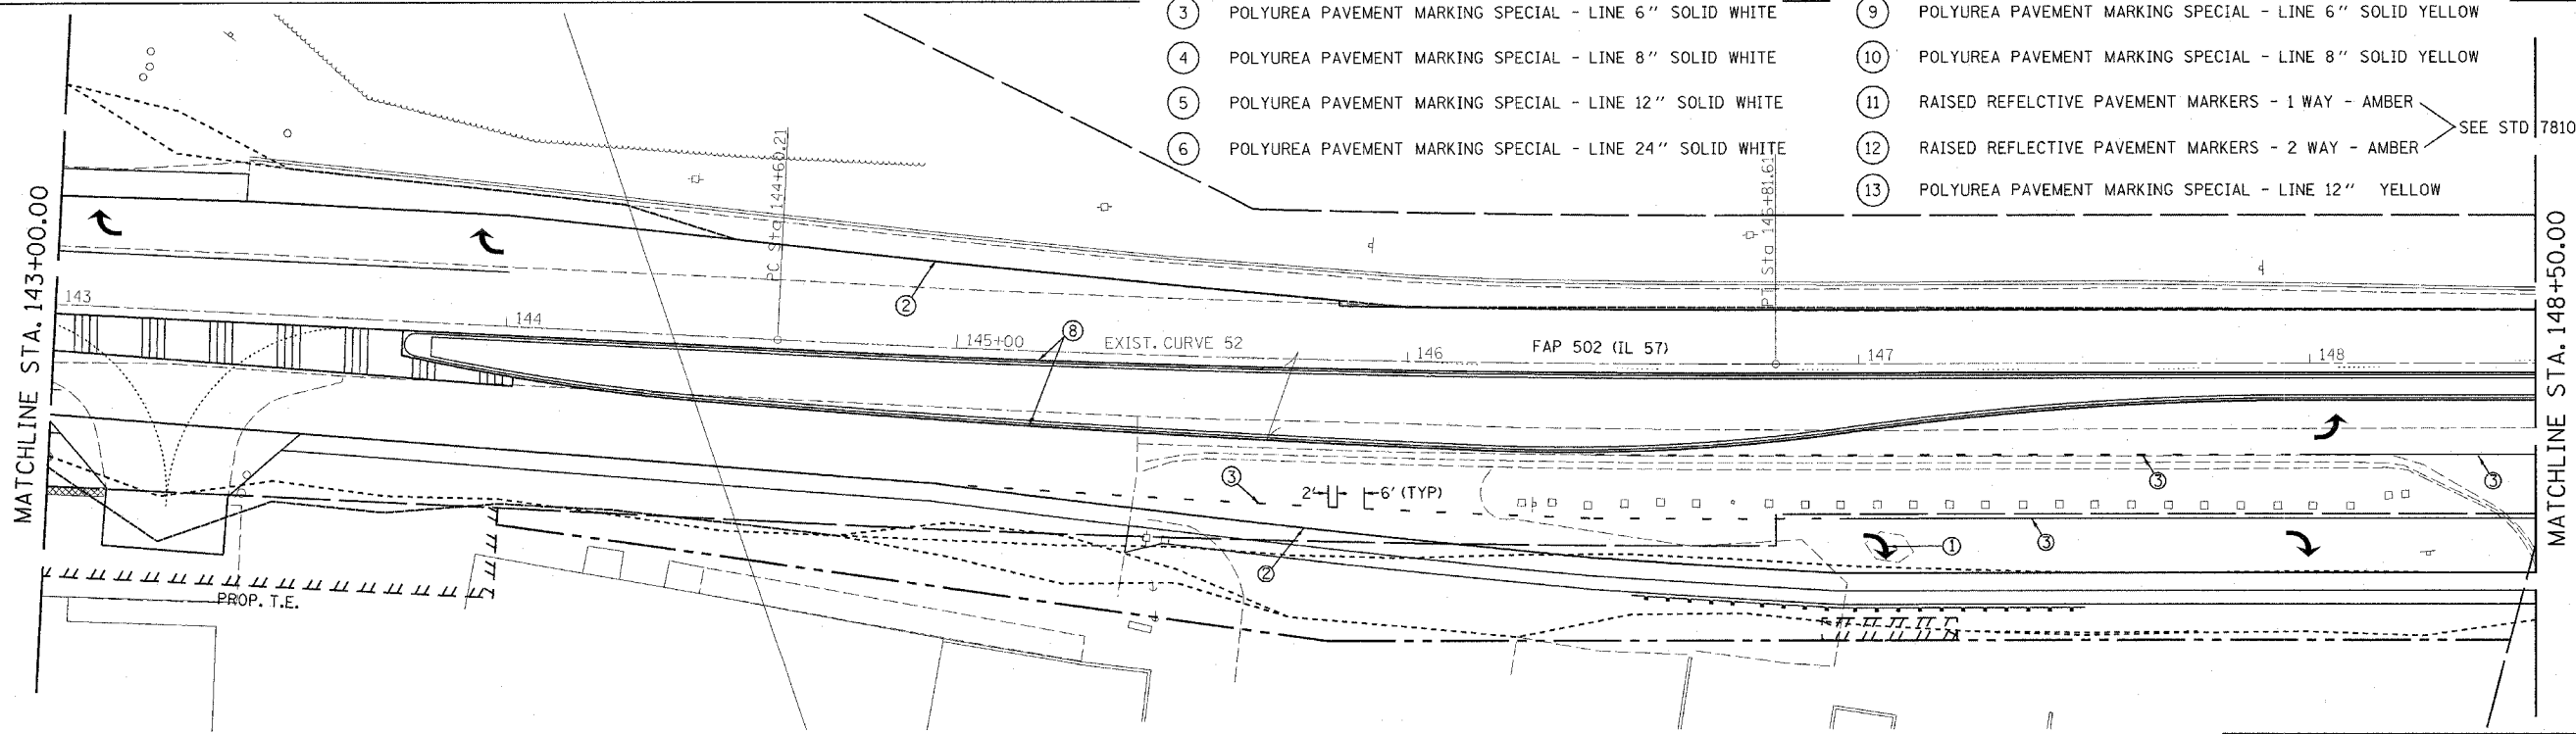 3 POLYUREA PAVEMENT MARKING SPECIAL - LINE 6" SOLID WHITE
4 POLYUREA PAVEMENT MARKING SPECIAL - LINE 8" SOLID WHITE
5 POLYUREA PAVEMENT MARKING SPECIAL - LINE 12" SOLID WHITE
6 POLYUREA PAVEMENT MARKING SPECIAL - LINE 24" SOLID WHITE
9 POLYUREA PAVEMENT MARKING SPECIAL - LINE 6" SOLID YELLOW
10 POLYUREA PAVEMENT MARKING SPECIAL - LINE 8" SOLID YELLOW
11 RAISED REFELCTIVE PAVEMENT MARKERS - 1 WAY - AMBER
12 RAISED REFLECTIVE PAVEMENT MARKERS - 2 WAY - AMBER
SEE STD 7810
13 POLYUREA PAVEMENT MARKING SPECIAL - LINE 12" YELLOW
MATCHLINE STA. 143+00.00
PC Sta 144+60.21
PI Sta 146+81.61
MATCHLINE STA. 148+50.00
2
143
144
8
145+00
EXIST. CURVE 52
146
FAP 502 (IL 57)
147
148
3
2'
6' (TYP)
3
3
3
1
2
PROP. T.E.